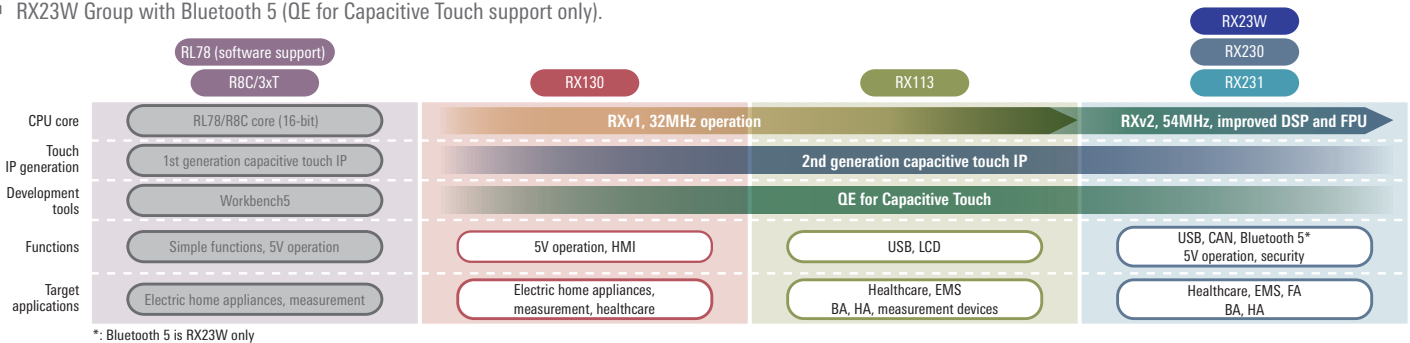 RX23W Group with Bluetooth 5 (QE for Capacitive Touch support only).
RX23W
RL78 (software support)
RX230
R8C/3xT
RX130
RX113
RX231
CPU core
RL78/R8C core (16-bit)
RXv1, 32MHz operation
RXv2, 54MHz, improved DSP and FPU
Touch
IP generation
1st generation capacitive touch IP
2nd generation capacitive touch IP
Development
tools
Workbench5
QE for Capacitive Touch
Functions
Simple functions, 5V operation
5V operation, HMI
USB, LCD
USB, CAN, Bluetooth 5*
5V operation, security
Target
applications
Electric home appliances, measurement
Electric home appliances,
measurement, healthcare
Healthcare, EMS
BA, HA, measurement devices
Healthcare, EMS, FA
BA, HA
*: Bluetooth 5 is RX23W only